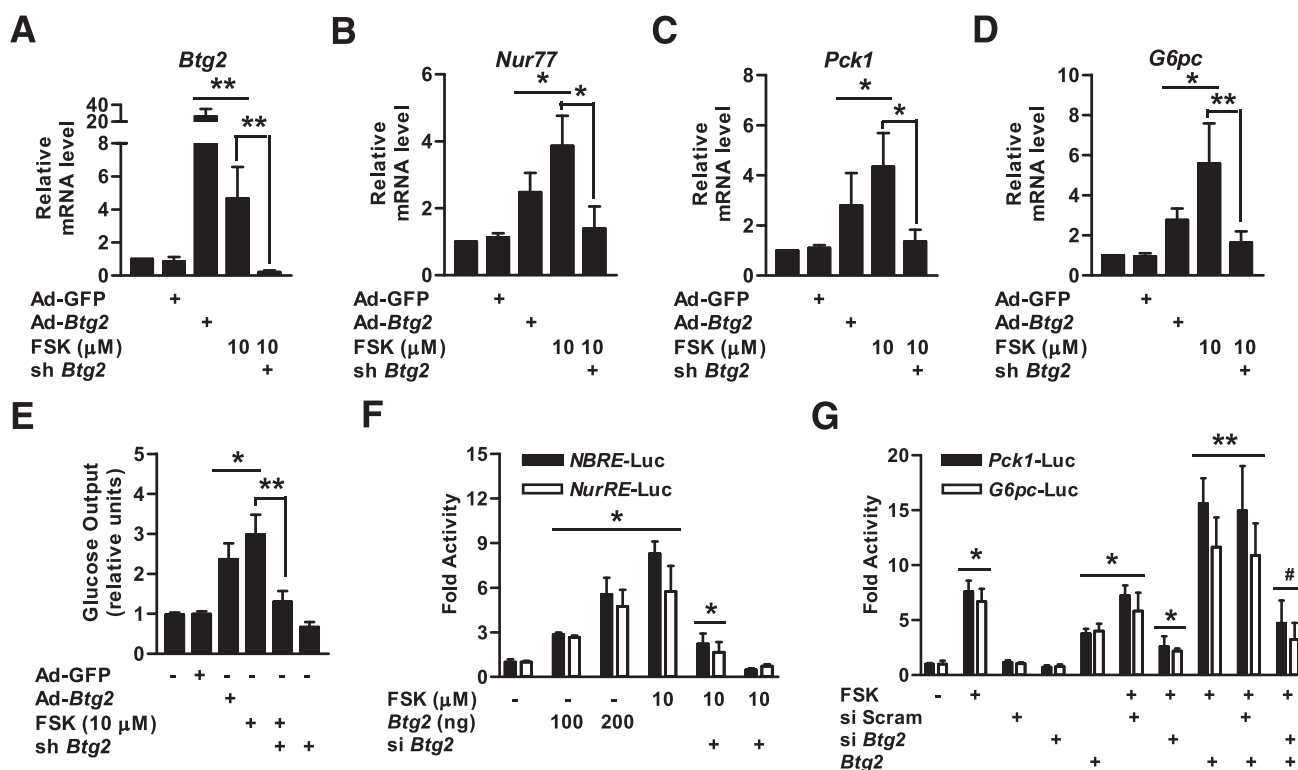 A
Btg2
Relative
mRNA level
40
20
8
6
4
2
0
**
**
Ad-GFP +
Ad-Btg2 +
FSK (μM) 10 10
sh Btg2 +
B
Nur77
Relative
mRNA level
6
4
2
0
*
*
Ad-GFP +
Ad-Btg2 +
FSK (μM) 10 10
sh Btg2 +
C
Pck1
Relative
mRNA level
8
6
4
2
0
*
*
Ad-GFP +
Ad-Btg2 +
FSK (μM) 10 10
sh Btg2 +
D
G6pc
Relative
mRNA level
10
8
6
4
2
0
*
**
Ad-GFP +
Ad-Btg2 +
FSK (μM) 10 10
sh Btg2 +
E
Glucose Output
(relative units)
5
4
3
2
1
0
*
**
Ad-GFP - + - - - -
Ad-Btg2 +
FSK (10 μM) + +
sh Btg2 + +
F
Fold Activity
15
12
9
6
3
0
NBRE-Luc
NurRE-Luc
*
*
FSK (μM) - - - 10 10 10
Btg2 (ng) 100 200
si Btg2 + +
G
Fold Activity
20
15
10
5
0
Pck1-Luc
G6pc-Luc
*
*
*
**
#
FSK - + + + + + +
si Scram + + +
si Btg2 + + +
Btg2 + + + +